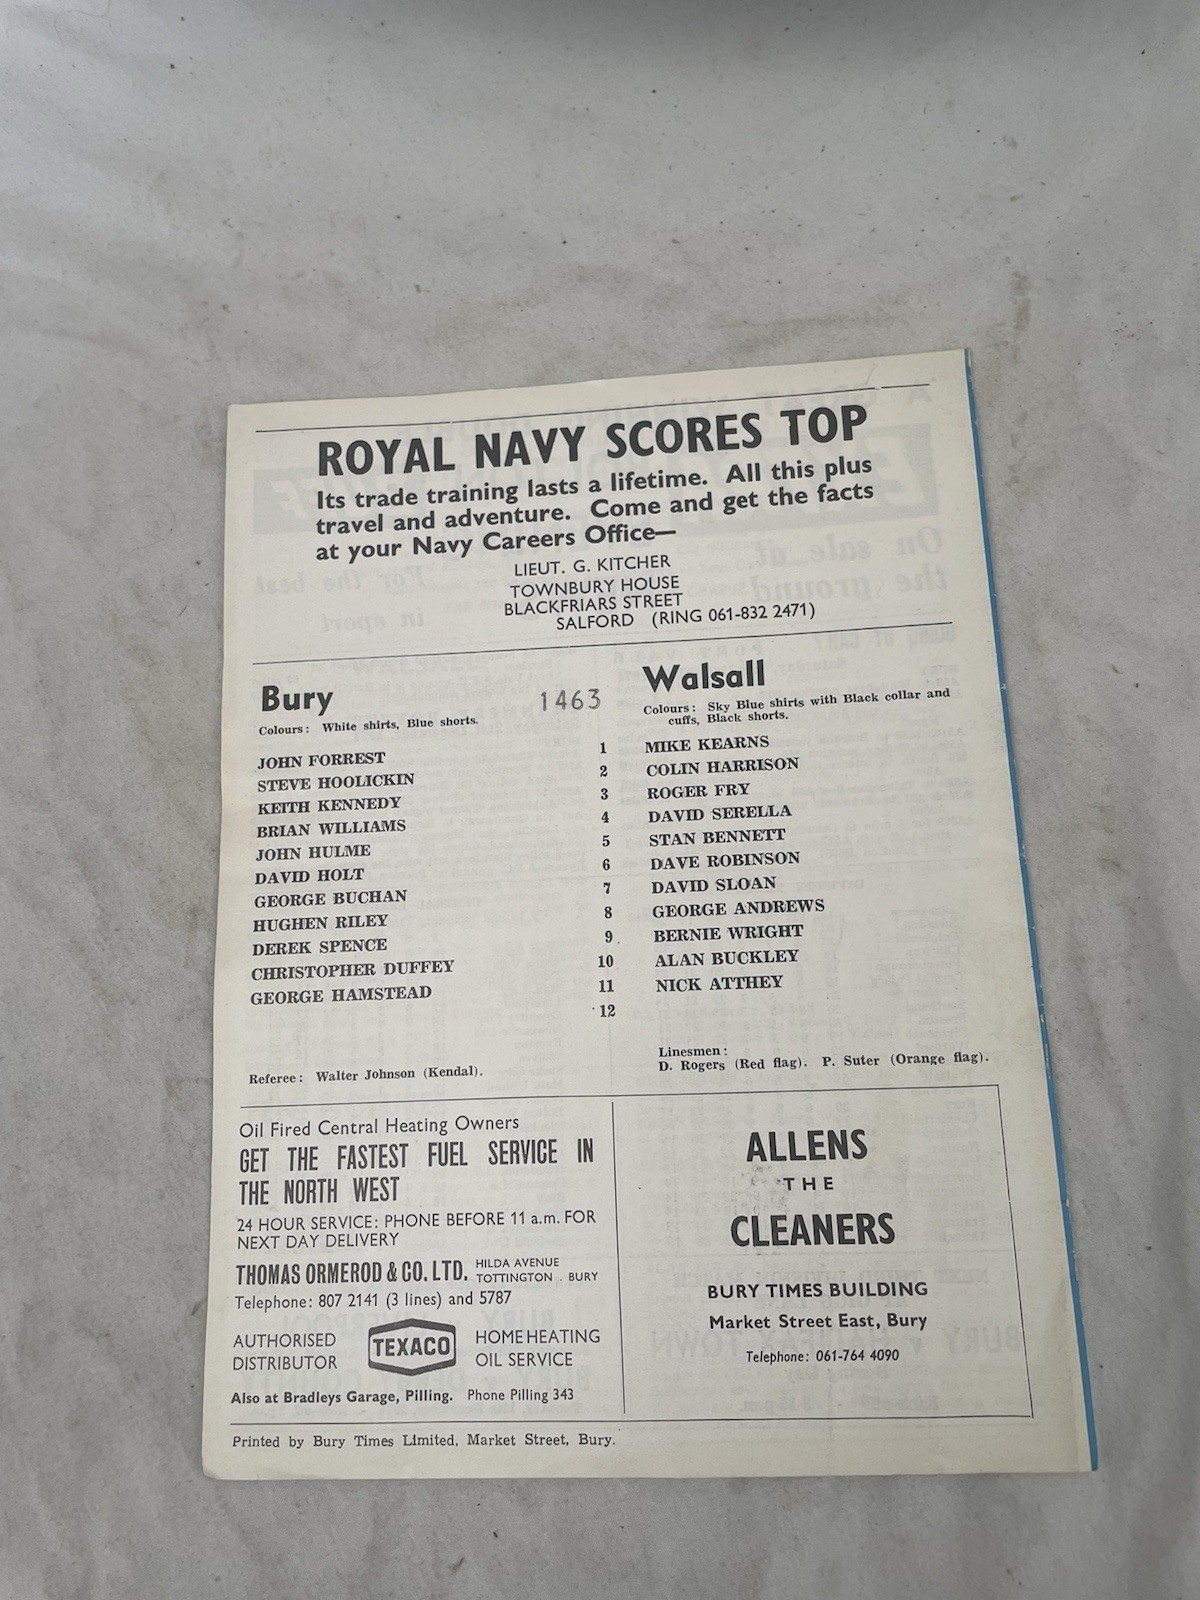 ROYAL NAVY SCORES TOP
Its trade training lasts a lifetime. All this plus
travel and adventure. Come and get the facts
at your Navy Careers Office—
LIEUT. G. KITCHER
TOWNBURY HOUSE
BLACKFRIARS STREET
SALFORD (RING 061-832 2471)
Bury
1463
Colours: White shirts, Blue shorts.
Walsall
Colours: Sky Blue shirts with Black collar and
cuffs, Black shorts.
JOHN FORREST 1 MIKE KEARNS
STEVE HOOLICKIN 2 COLIN HARRISON
KEITH KENNEDY 3 ROGER FRY
BRIAN WILLIAMS 4 DAVID SERELLA
JOHN HULME 5 STAN BENNETT
DAVID HOLT 6 DAVE ROBINSON
GEORGE BUCHAN 7 DAVID SLOAN
HUGHEN RILEY 8 GEORGE ANDREWS
DEREK SPENCE 9 BERNIE WRIGHT
CHRISTOPHER DUFFEY 10 ALAN BUCKLEY
GEORGE HAMSTEAD 11 NICK ATTHEY
12
Referee: Walter Johnson (Kendal).
Linesmen:
D. Rogers (Red flag). P. Suter (Orange flag).
Oil Fired Central Heating Owners
GET THE FASTEST FUEL SERVICE IN
THE NORTH WEST
24 HOUR SERVICE: PHONE BEFORE 11 a.m. FOR
NEXT DAY DELIVERY
THOMAS ORMEROD & CO. LTD. HILDA AVENUE
TOTTINGTON, BURY
Telephone: 807 2141 (3 lines) and 5787
AUTHORISED
DISTRIBUTOR
TEXACO
HOME HEATING
OIL SERVICE
Also at Bradleys Garage, Pilling. Phone Pilling 343
ALLENS
THE
CLEANERS
BURY TIMES BUILDING
Market Street East, Bury
Telephone: 061-764 4090
Printed by Bury Times Limited, Market Street, Bury.